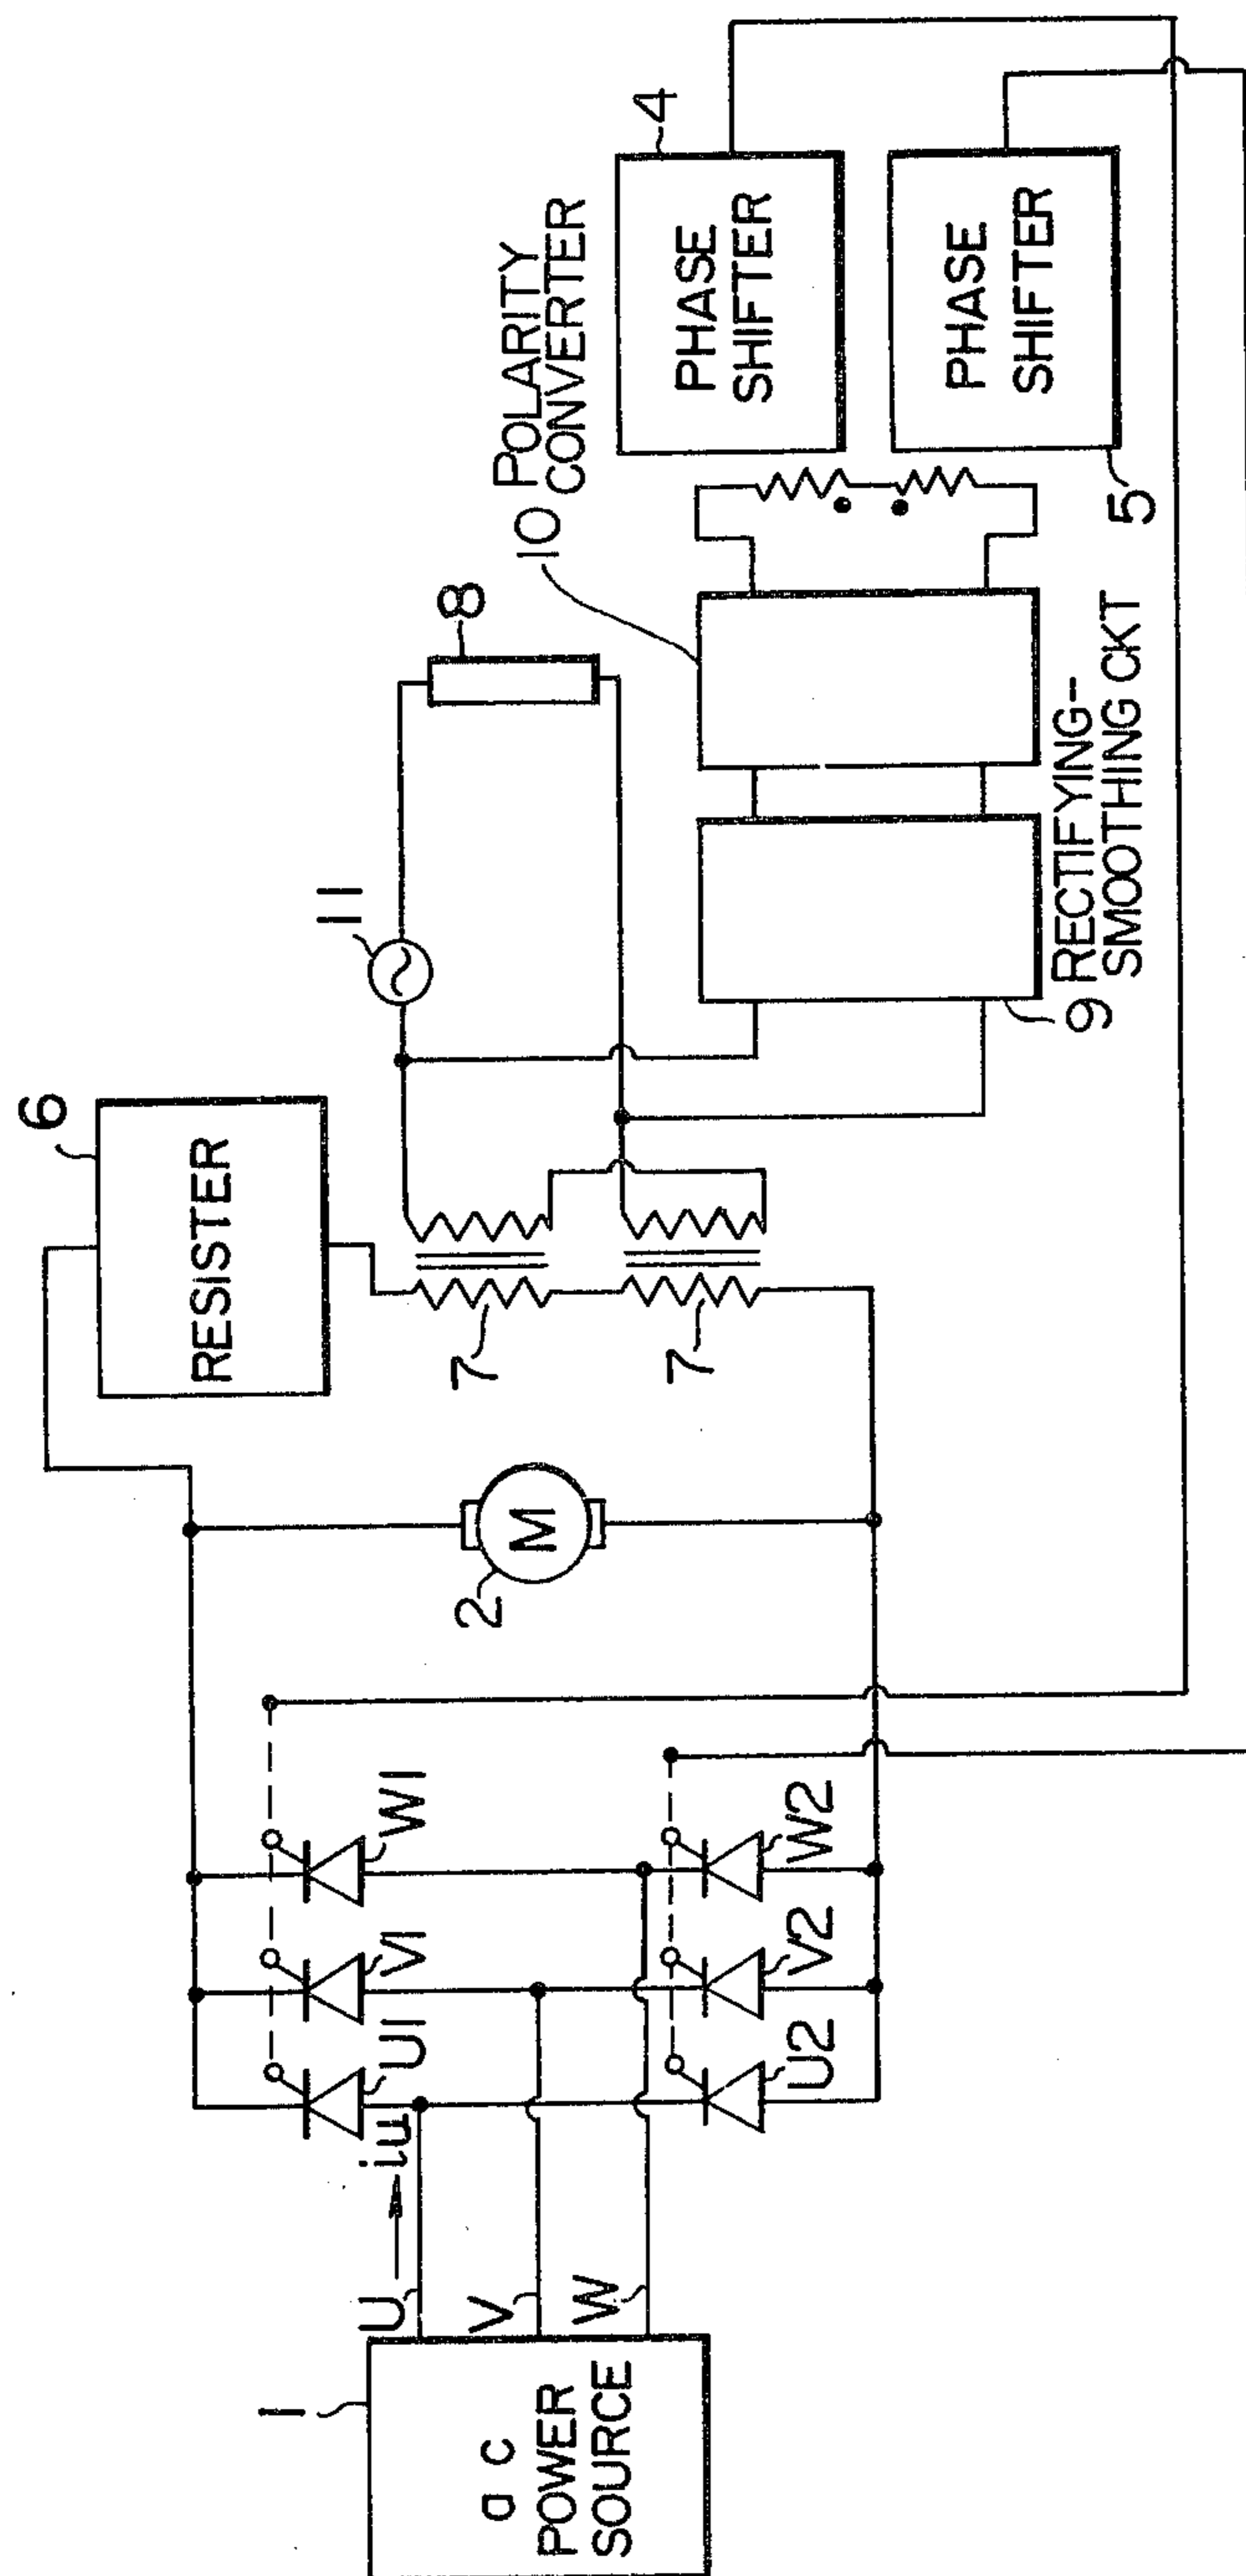 1
a c
POWER
SOURCE
U
iu
V
W
U1
V1
W1
U2
V2
W2
2
M
6
RESISTER
7
7
11
8
10 POLARITY
CONVERTER
9 RECTIFYING-
SMOOTHING CKT
4
PHASE
SHIFTER
PHASE
SHIFTER
5